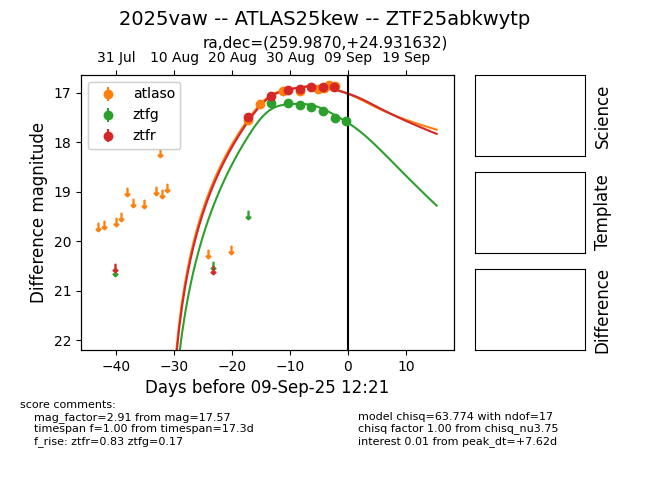 2025vaw -- ATLAS25kew -- ZTF25abkwytp
ra,dec=(259.9870,+24.931632)
31 Jul 10 Aug 20 Aug 30 Aug 09 Sep 19 Sep
atlaso
ztfg
ztfr
17
18
19
20
21
22
Difference magnitude
−40 −30 −20 −10 0 10
Days before 09-Sep-25 12:21
Science
Template
Difference
score comments:
mag_factor=2.91 from mag=17.57
timespan f=1.00 from timespan=17.3d
f_rise: ztfr=0.83 ztfg=0.17
model chisq=63.774 with ndof=17
chisq factor 1.00 from chisq_nu3.75
interest 0.01 from peak_dt=+7.62d